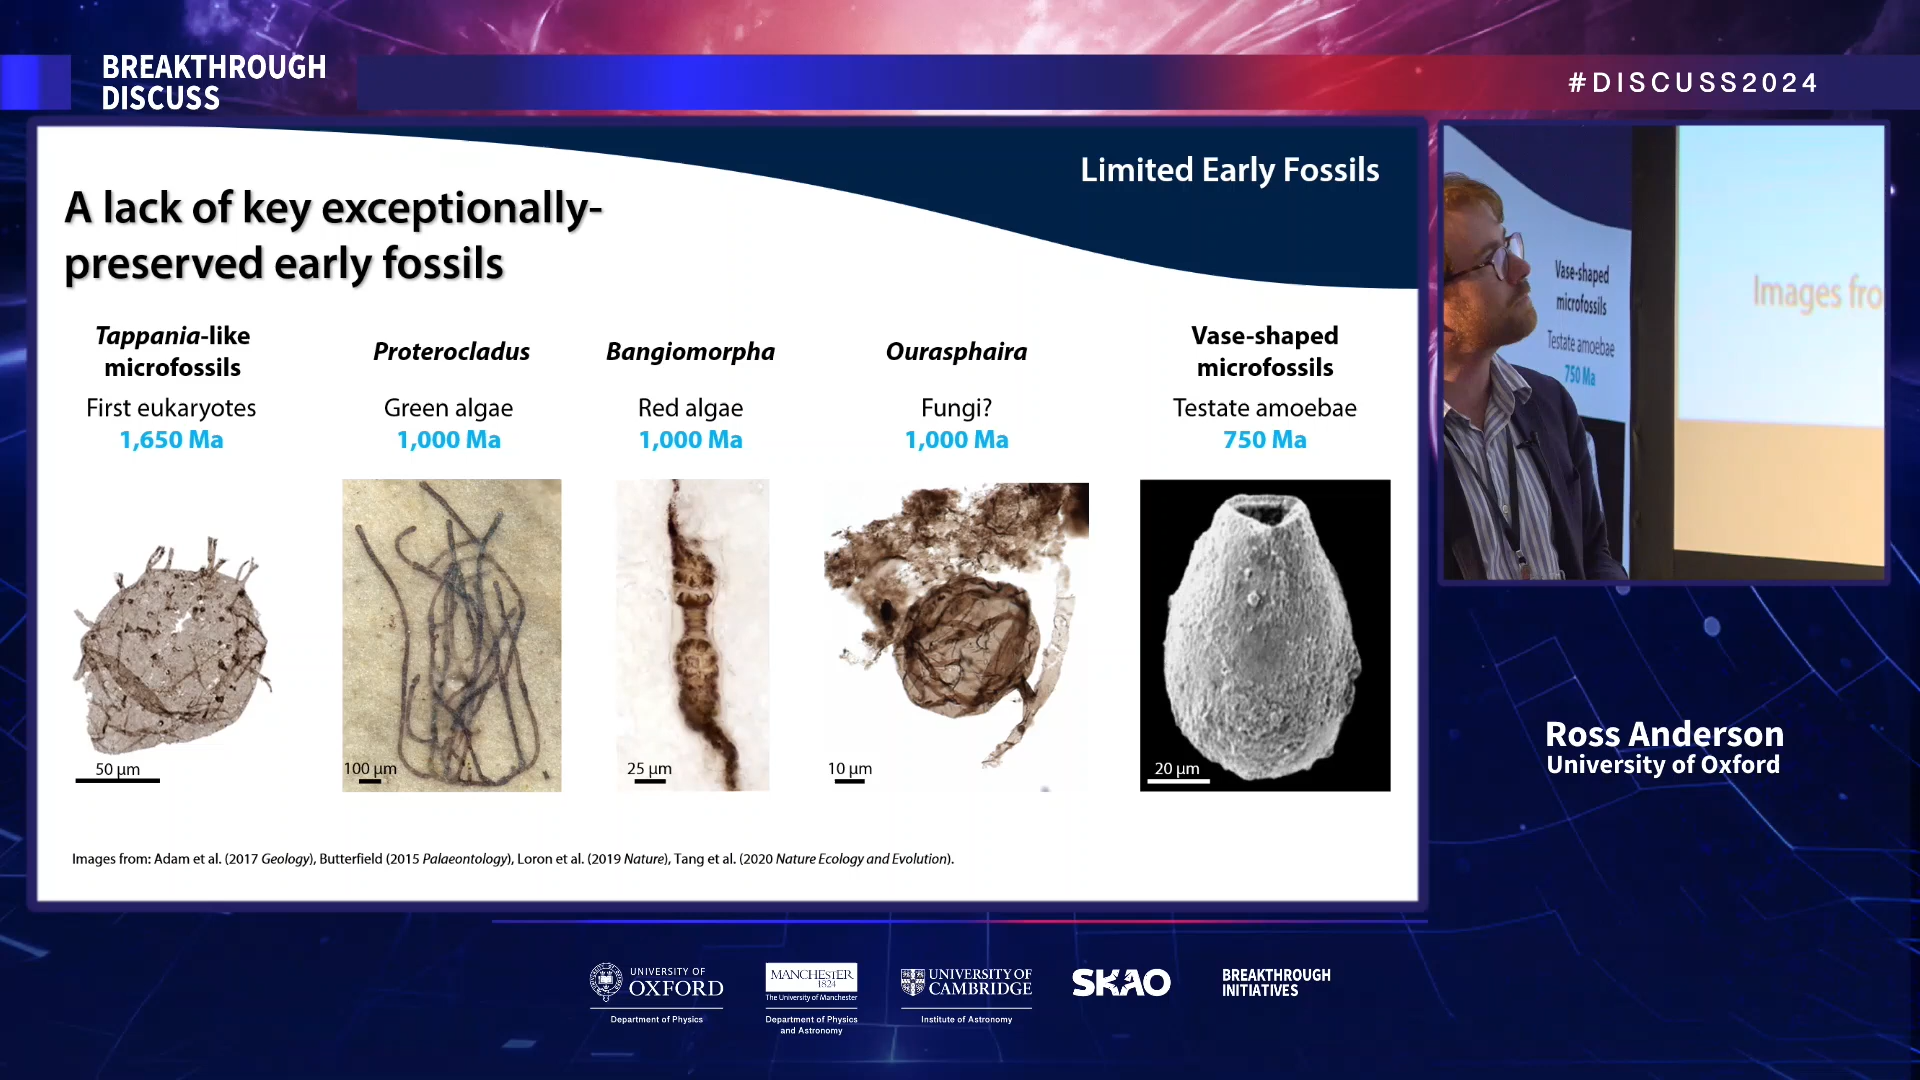 BREAKTHROUGH
DISCUSS
#DISCUSS2024
Limited Early Fossils
A lack of key exceptionally-
preserved early fossils
Tappania-like
microfossils
First eukaryotes
1,650 Ma
50 µm
Proterocladus
Green algae
1,000 Ma
100 µm
Bangiomorpha
Red algae
1,000 Ma
25 µm
Ourasphaira
Fungi?
1,000 Ma
10 µm
Vase-shaped
microfossils
Testate amoebae
750 Ma
20 µm
Images from: Adam et al. (2017 Geology), Butterfield (2015 Palaeontology), Loron et al. (2019 Nature), Tang et al. (2020 Nature Ecology and Evolution).
Vase-shaped
microfossils
Testate amoebae
750 Ma
Images fro
Ross Anderson
University of Oxford
UNIVERSITY OF
OXFORD
Department of Physics
MANCHESTER
1824
The University of Manchester
Department of Physics
and Astronomy
UNIVERSITY OF
CAMBRIDGE
Institute of Astronomy
SKAO
BREAKTHROUGH
INITIATIVES